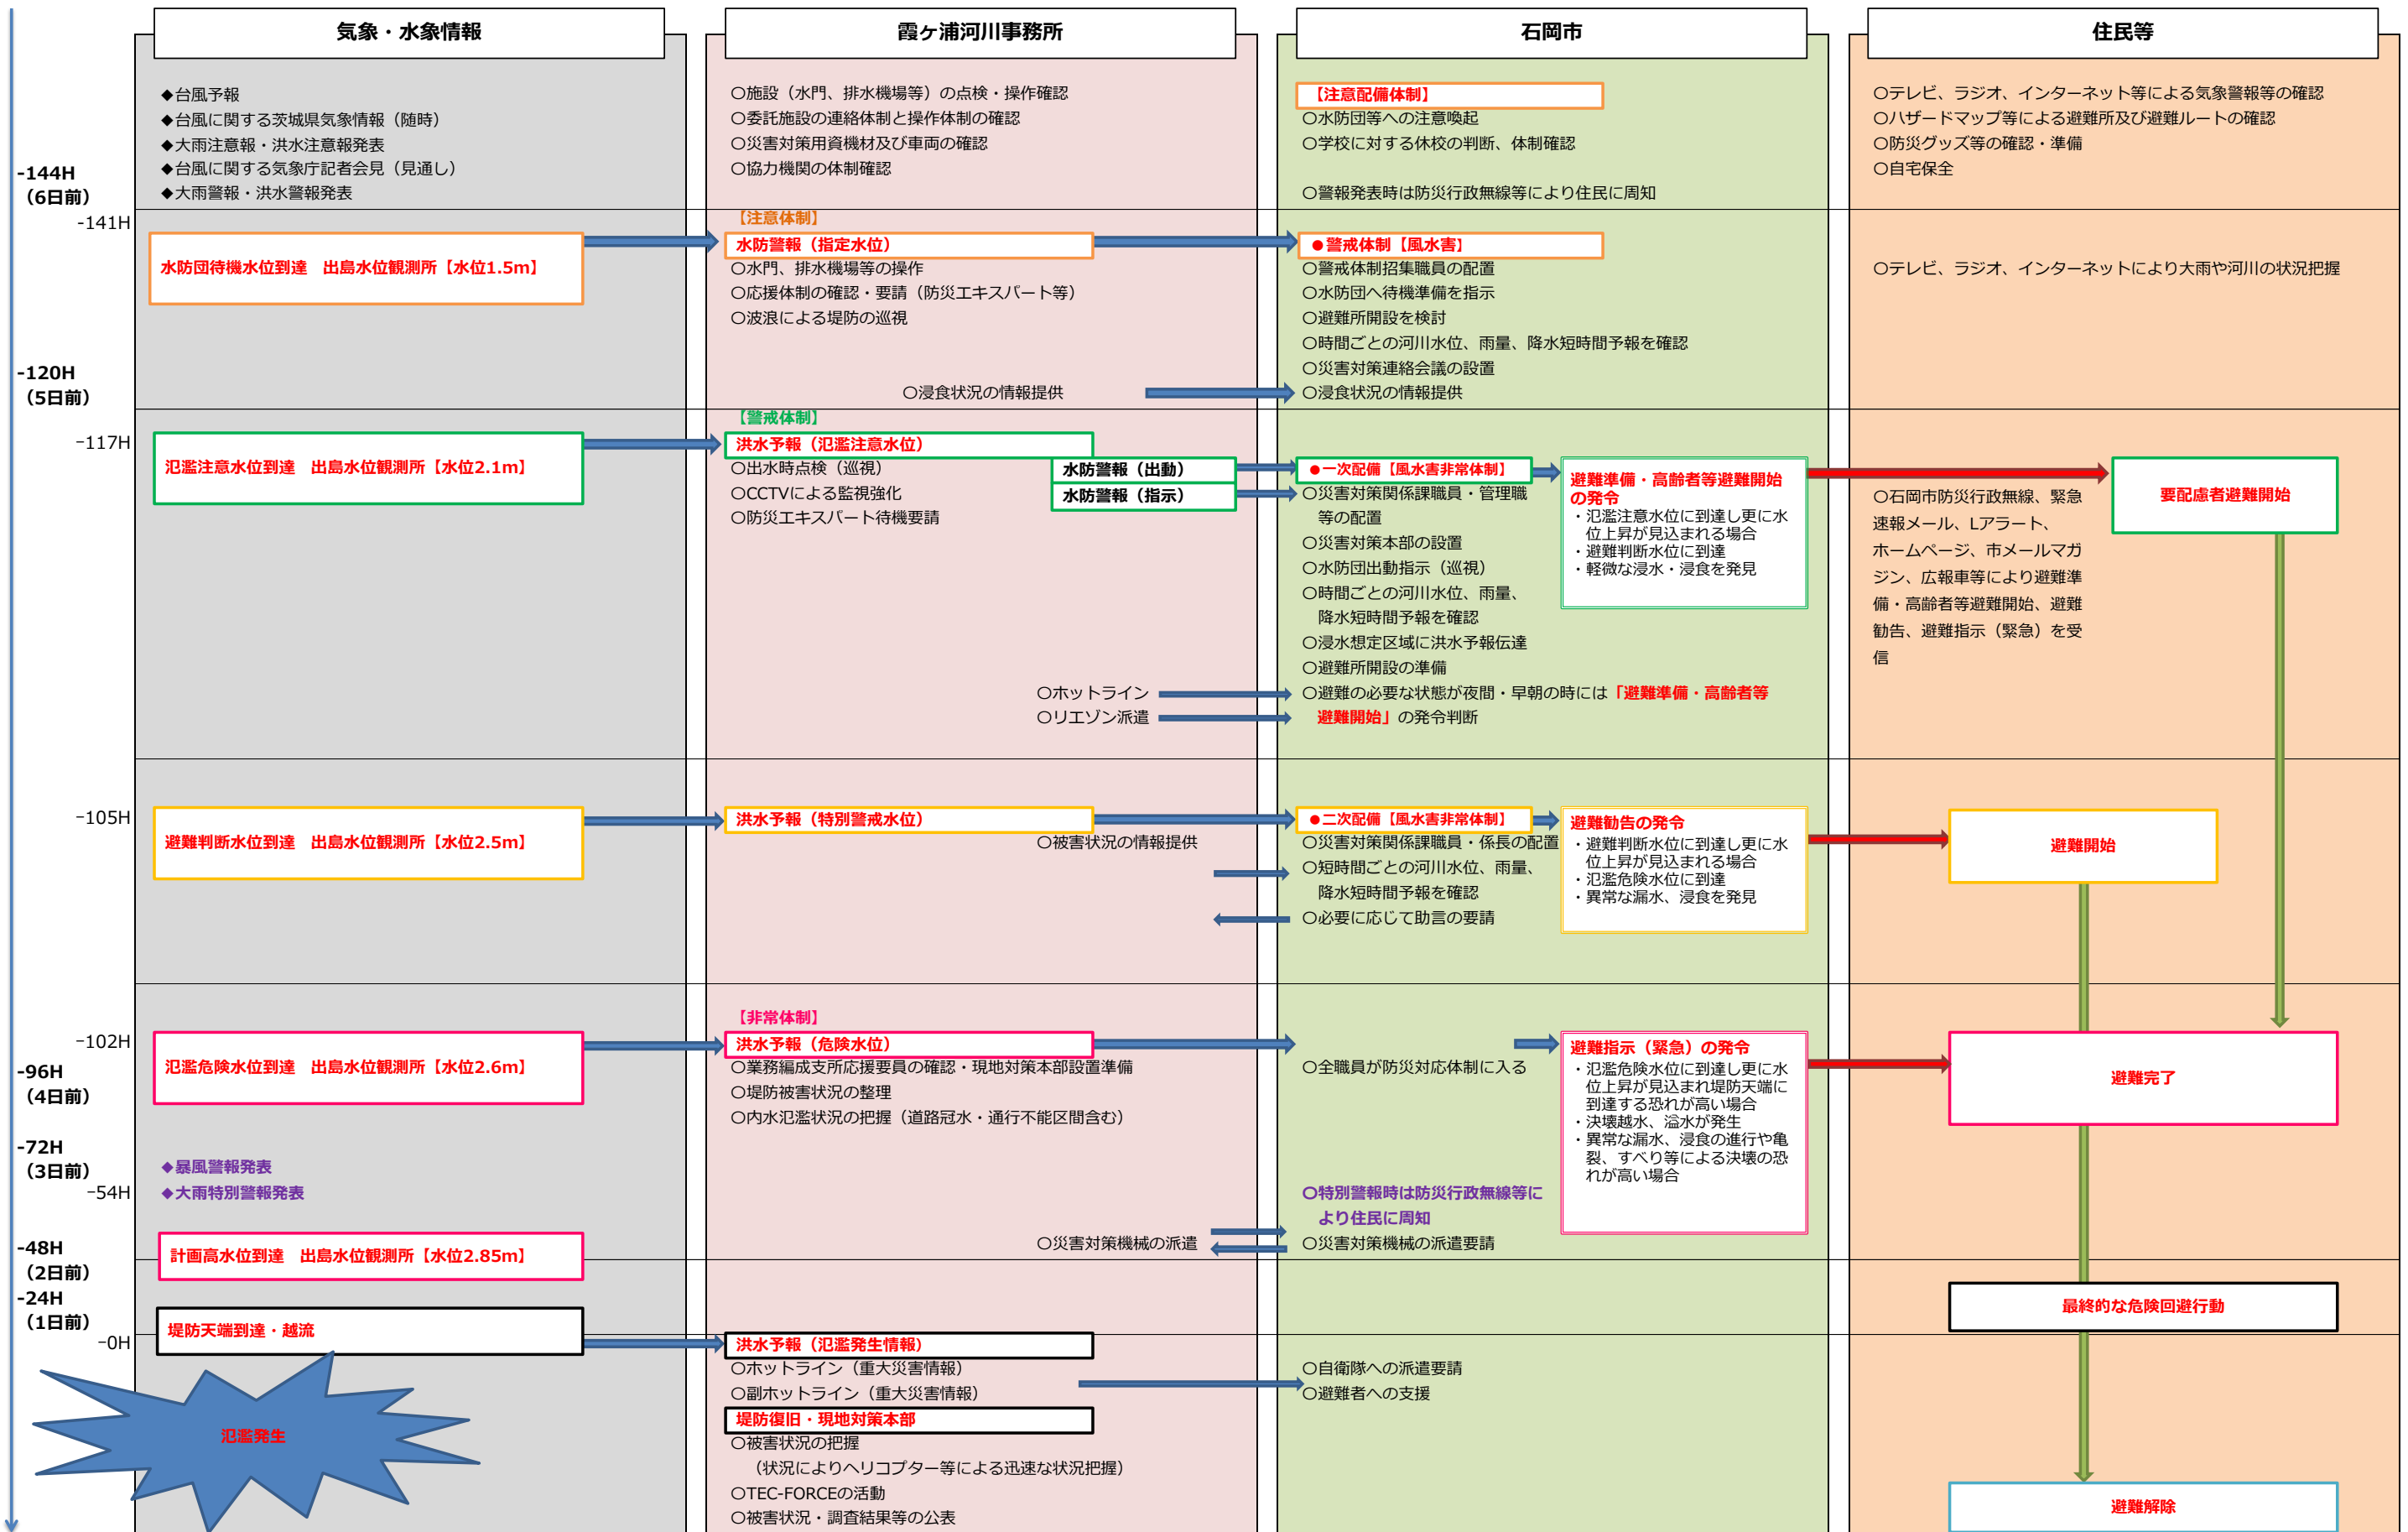 気象・水象情報
霞ヶ浦河川事務所
石岡市
住民等
-144H
（6日前）
◆台風予報
◆台風に関する茨城県気象情報（随時）
◆大雨注意報・洪水注意報発表
◆台風に関する気象庁記者会見（見通し）
◆大雨警報・洪水警報発表
○施設（水門、排水機場等）の点検・操作確認
○委託施設の連絡体制と操作体制の確認
○災害対策用資機材及び車両の確認
○協力機関の体制確認
【注意配備体制】
○水防団等への注意喚起
○学校に対する休校の判断、体制確認
○警報発表時は防災行政無線等により住民に周知
○テレビ、ラジオ、インターネット等による気象警報等の確認
○ハザードマップ等による避難所及び避難ルートの確認
○防災グッズ等の確認・準備
○自宅保全
-141H
水防団待機水位到達　出島水位観測所【水位1.5m】
【注意体制】
水防警報（指定水位）
○水門、排水機場等の操作
○応援体制の確認・要請（防災エキスパート等）
○波浪による堤防の巡視
○浸食状況の情報提供
●警戒体制【風水害】
○警戒体制招集職員の配置
○水防団へ待機準備を指示
○避難所開設を検討
○時間ごとの河川水位、雨量、降水短時間予報を確認
○災害対策連絡会議の設置
○浸食状況の情報提供
○テレビ、ラジオ、インターネットにより大雨や河川の状況把握
-120H
（5日前）
-117H
氾濫注意水位到達　出島水位観測所【水位2.1m】
【警戒体制】
洪水予報（氾濫注意水位）
○出水時点検（巡視）
○CCTVによる監視強化
○防災エキスパート待機要請
水防警報（出動）
水防警報（指示）
○ホットライン
○リエゾン派遣
●一次配備【風水害非常体制】
○災害対策関係課職員・管理職
等の配置
○災害対策本部の設置
○水防団出動指示（巡視）
○時間ごとの河川水位、雨量、
降水短時間予報を確認
○浸水想定区域に洪水予報伝達
○避難所開設の準備
○避難の必要な状態が夜間・早朝の時には「避難準備・高齢者等
避難開始」の発令判断
避難準備・高齢者等避難開始
の発令
・氾濫注意水位に到達し更に水
位上昇が見込まれる場合
・避難判断水位に到達
・軽微な浸水・浸食を発見
○石岡市防災行政無線、緊急
速報メール、Lアラート、
ホームページ、市メールマガ
ジン、広報車等により避難準
備・高齢者等避難開始、避難
勧告、避難指示（緊急）を受
信
要配慮者避難開始
-105H
避難判断水位到達　出島水位観測所【水位2.5m】
洪水予報（特別警戒水位）
○被害状況の情報提供
●二次配備【風水害非常体制】
○災害対策関係課職員・係長の配置
○短時間ごとの河川水位、雨量、
降水短時間予報を確認
○必要に応じて助言の要請
避難勧告の発令
・避難判断水位に到達し更に水
位上昇が見込まれる場合
・氾濫危険水位に到達
・異常な漏水、浸食を発見
避難開始
-102H
-96H
（4日前）
氾濫危険水位到達　出島水位観測所【水位2.6m】
【非常体制】
洪水予報（危険水位）
○業務編成支所応援要員の確認・現地対策本部設置準備
○堤防被害状況の整理
○内水氾濫状況の把握（道路冠水・通行不能区間含む）
○全職員が防災対応体制に入る
避難指示（緊急）の発令
・氾濫危険水位に到達し更に水
位上昇が見込まれ堤防天端に
到達する恐れが高い場合
・決壊越水、溢水が発生
・異常な漏水、浸食の進行や亀
裂、すべり等による決壊の恐
れが高い場合
避難完了
-72H
（3日前）
-54H
◆暴風警報発表
◆大雨特別警報発表
○特別警報時は防災行政無線等に
より住民に周知
○災害対策機械の派遣
○災害対策機械の派遣要請
-48H
（2日前）
計画高水位到達　出島水位観測所【水位2.85m】
-24H
（1日前）
最終的な危険回避行動
-0H
堤防天端到達・越流
洪水予報（氾濫発生情報）
○ホットライン（重大災害情報）
○副ホットライン（重大災害情報）
○自衛隊への派遣要請
○避難者への支援
氾濫発生
堤防復旧・現地対策本部
○被害状況の把握
（状況によりヘリコプター等による迅速な状況把握）
○TEC-FORCEの活動
○被害状況・調査結果等の公表
避難解除